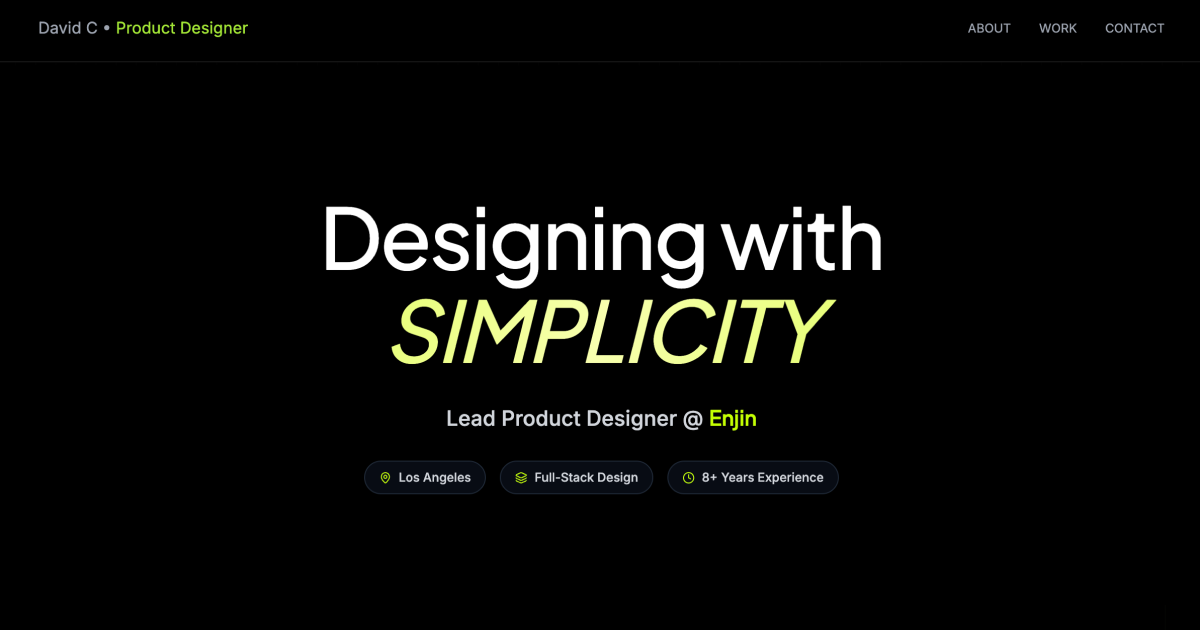 David C • Product Designer
ABOUT WORK CONTACT
Designing with
SIMPLICITY
Lead Product Designer @ Enjin
Los Angeles
Full-Stack Design
8+ Years Experience